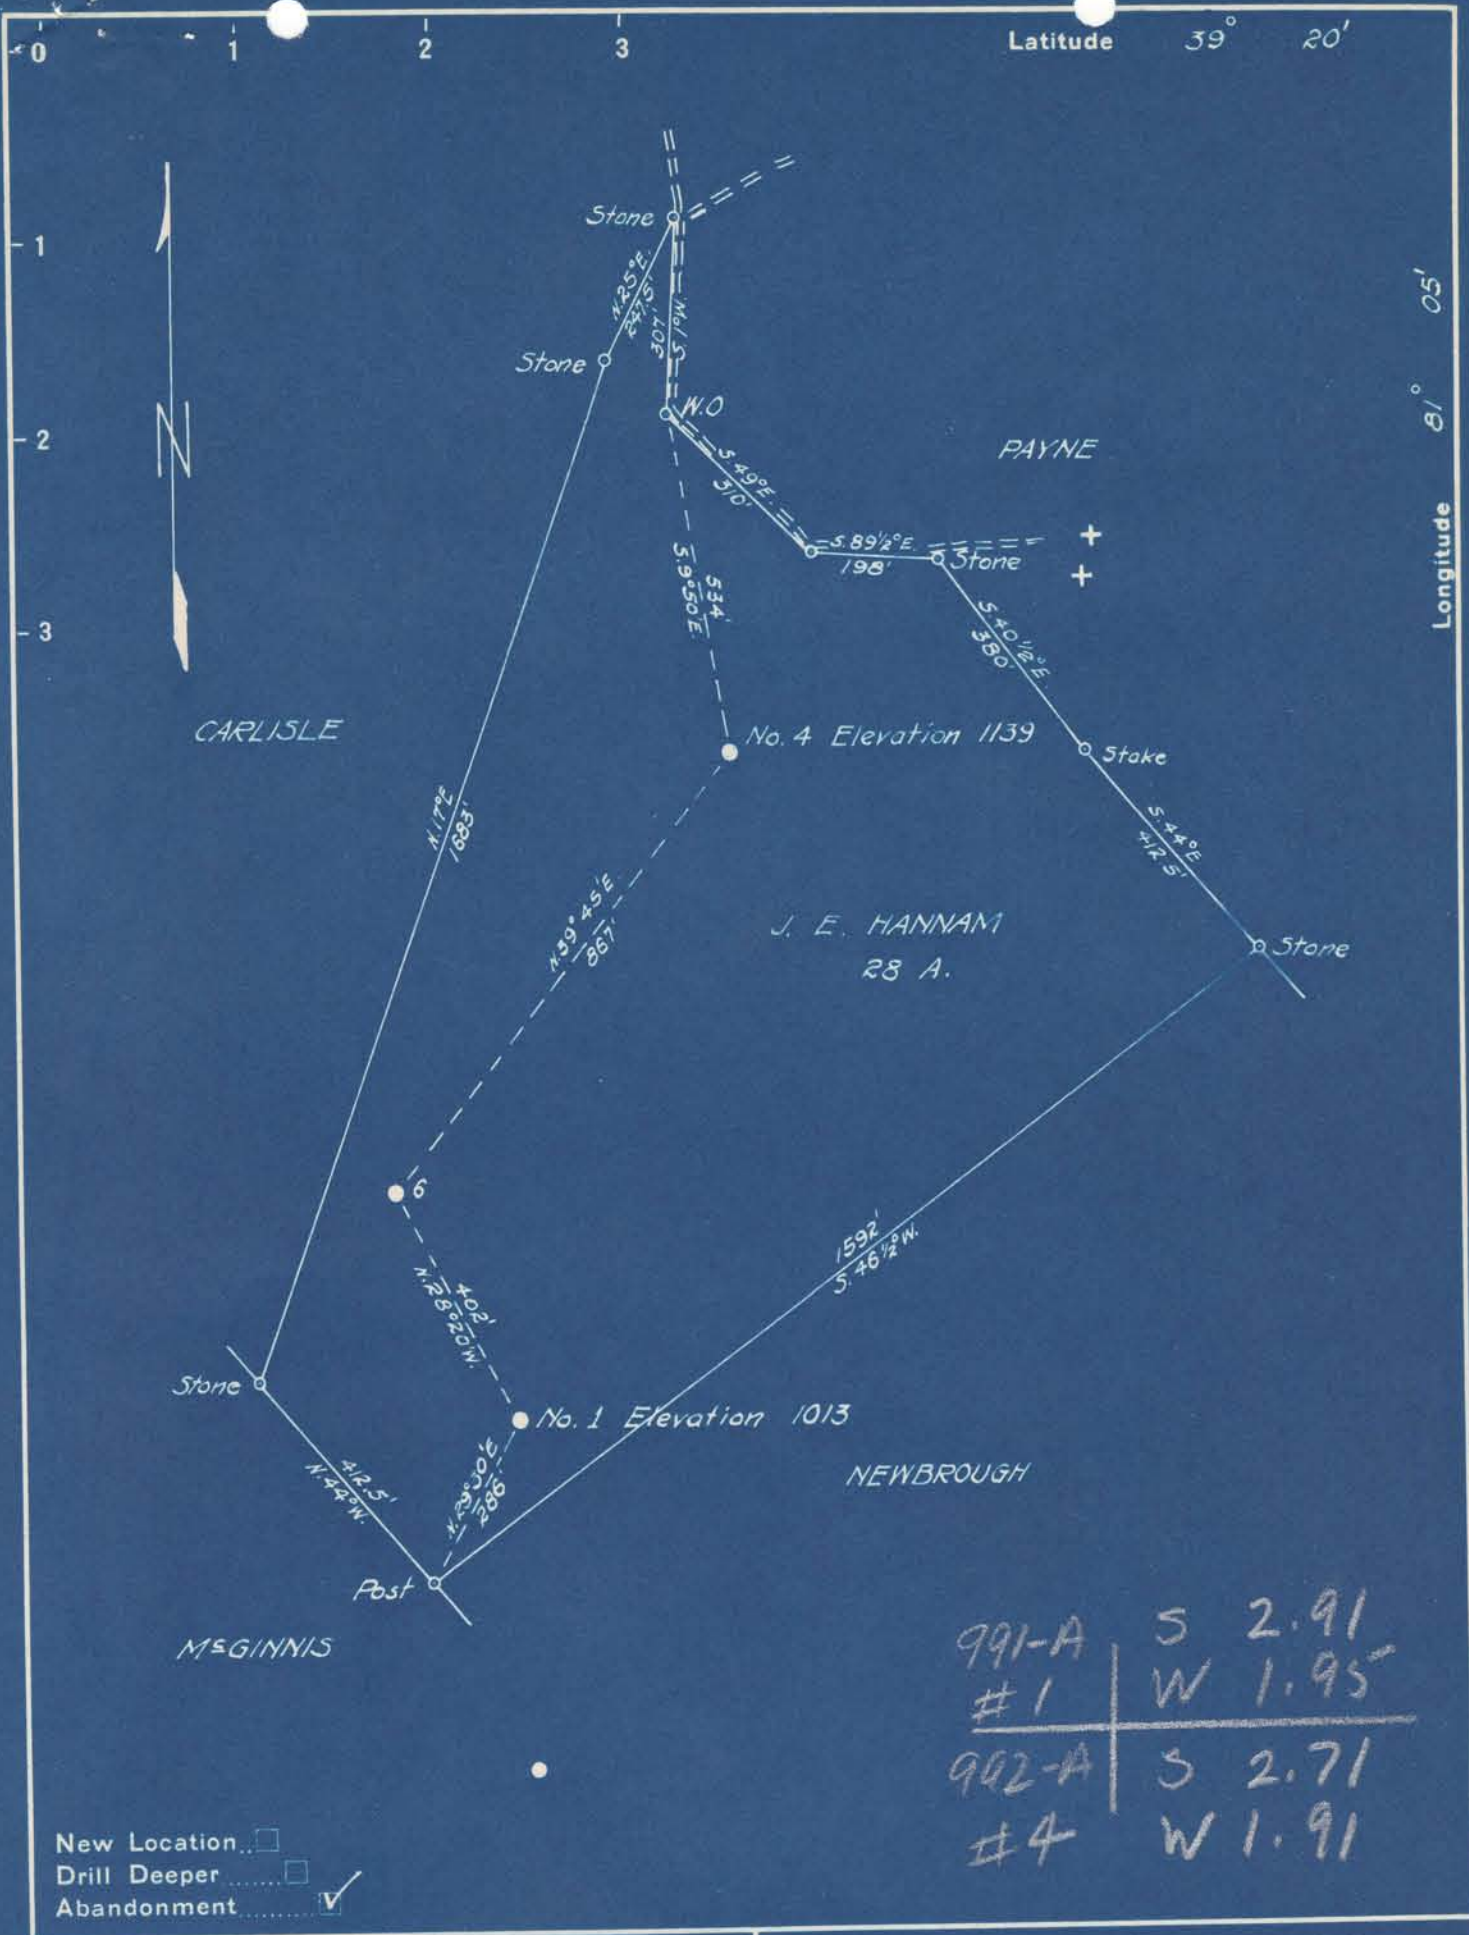 0 1 2 3 Latitude 39° 20'
1
2
3
Longitude 81° 05'
N
Stone
N.25°E.
247.5'
307'
S.1°W.
Stone
W.O
S.49°E.
310'
PAYNE
S.89½°E.
198'
Stone
534'
S.9°50'E
S.40½°E.
380'
CARLISLE
No. 4 Elevation 1139
Stake
N.17°E
1683'
S.44°E
412.5'
N.39°45'E.
867'
J. E. HANNAM
28 A.
Stone
6
1592'
S.46½°W.
402'
N.28°20'W.
Stone
No. 1 Elevation 1013
412.5'
N.44°W.
N.29°30'E
286'
NEWBROUGH
Post
McGINNIS
991-A S 2.91
#1 W 1.95
992-A S 2.71
#4 W 1.91
New Location..
Drill Deeper.......
Abandonment.......... V